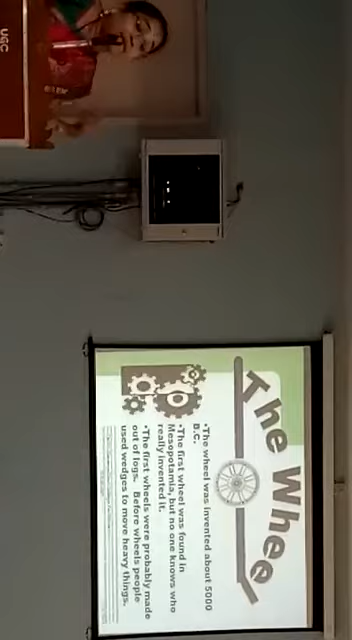 UGC
The Wheel
•The wheel was invented about 5000
B.C.
•The first wheel was found in
Mesopotamia, but no one knows who
really invented it.
•The first wheels were probably made
out of logs. Before wheels people
used wedges to move heavy things.